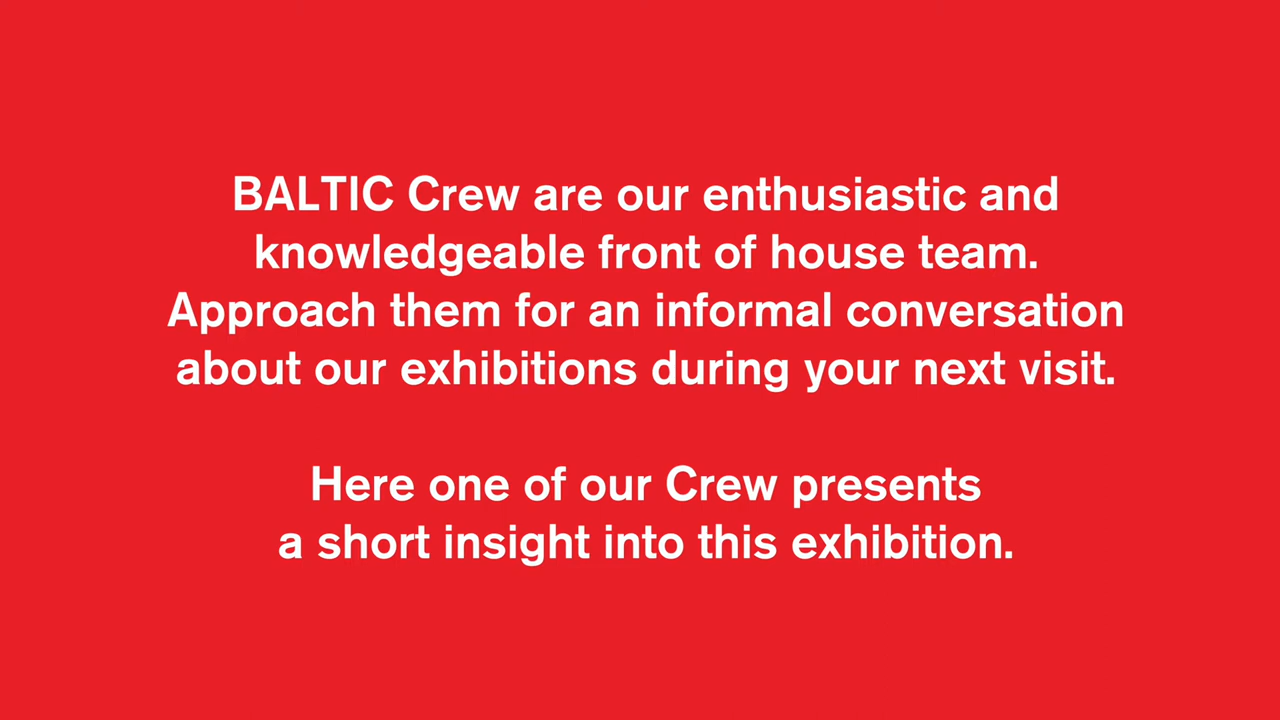 BALTIC Crew are our enthusiastic and
knowledgeable front of house team.
Approach them for an informal conversation
about our exhibitions during your next visit.
Here one of our Crew presents
a short insight into this exhibition.